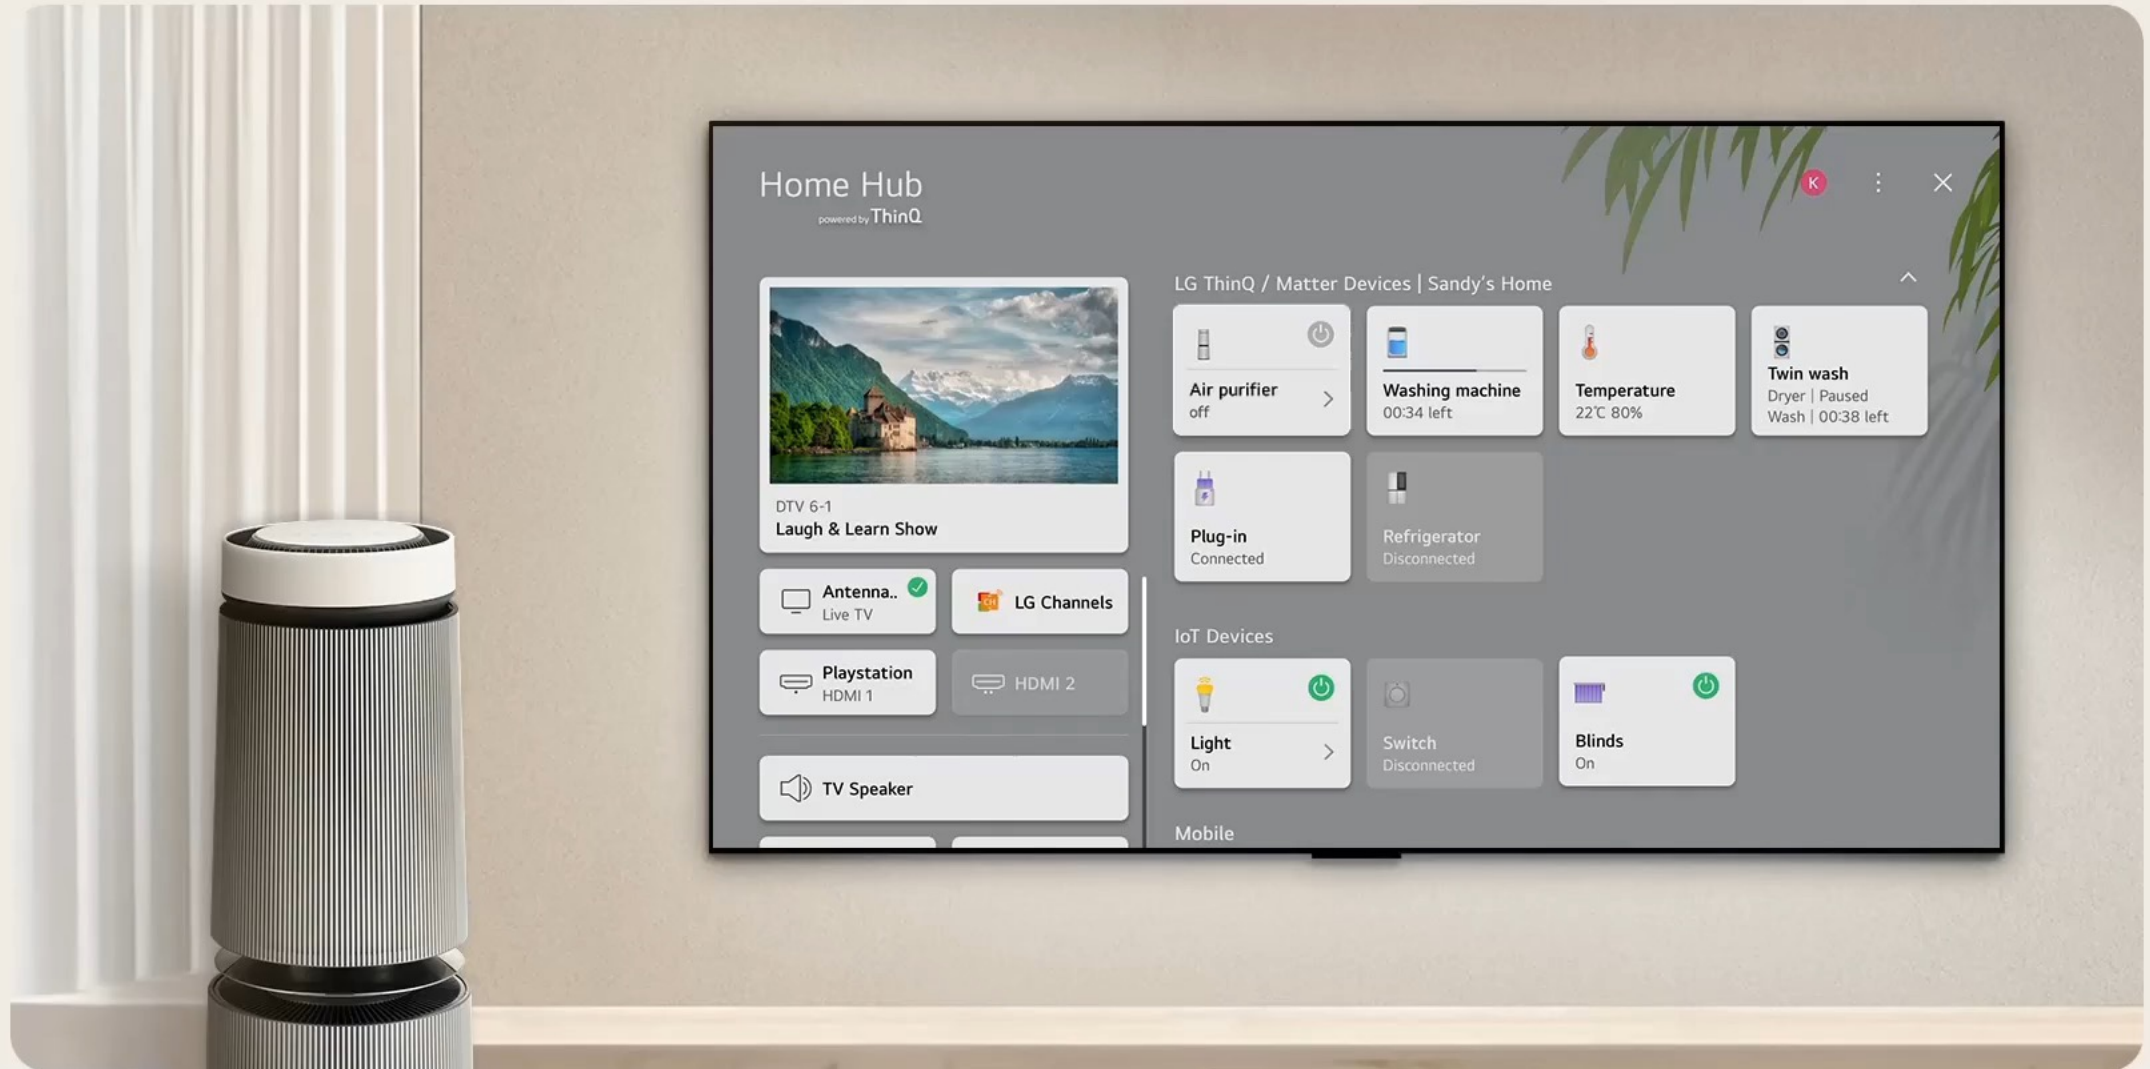 Home Hub
powered by ThinQ
K
LG ThinQ / Matter Devices | Sandy's Home
Air purifier
off
Washing machine
00:34 left
Temperature
22℃ 80%
Twin wash
Dryer | Paused
Wash | 00:38 left
Plug-in
Connected
Refrigerator
Disconnected
DTV 6-1
Laugh & Learn Show
Antenna..
Live TV
CH
LG Channels
Playstation
HDMI 1
HDMI 2
TV Speaker
IoT Devices
Light
On
Switch
Disconnected
Blinds
On
Mobile